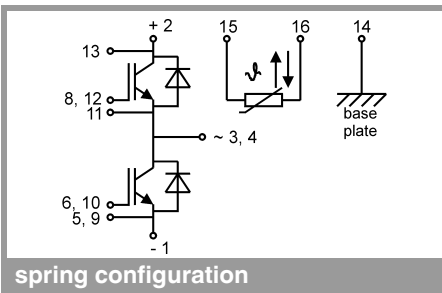 + 2
15
16
14
13
ϑ
8, 12
11
base
plate
~ 3, 4
6, 10
5, 9
- 1
spring configuration